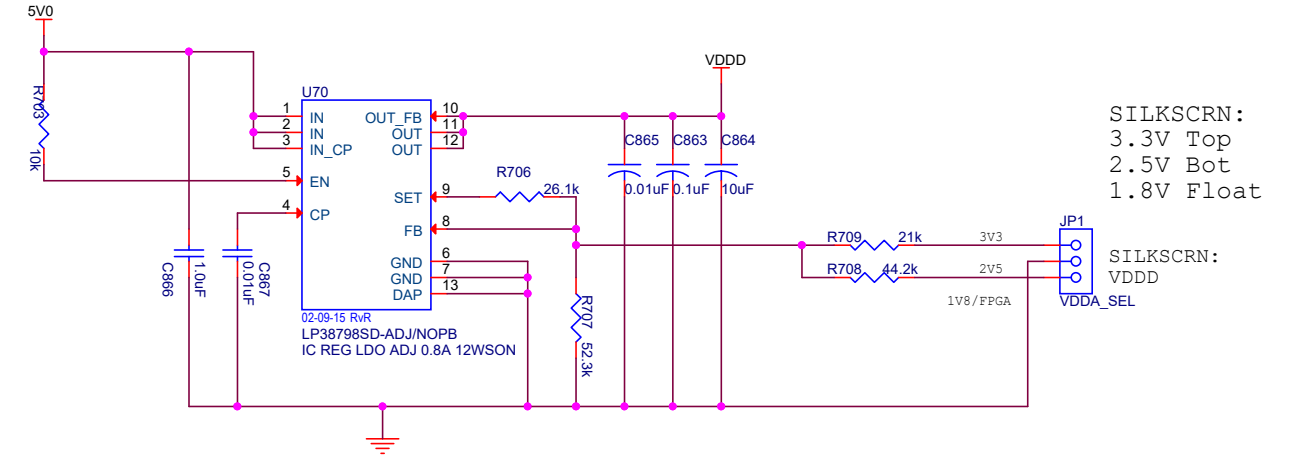 5V0
R703
10k
C866
1.0uF
C867
0.01uF
U70
1 IN
2 IN
3 IN_CP
5 EN
4 CP
OUT_FB 10
OUT 11
OUT 12
SET 9
FB 8
GND 6
GND 7
DAP 13
02-09-15 RvR
LP38798SD-ADJ/NOPB
IC REG LDO ADJ 0.8A 12WSON
R706
26.1k
R707
52.3k
VDDD
C865
0.01uF
C863
0.1uF
C864
10uF
R709 21k
3V3
R708 44.2k
2V5
1V8/FPGA
JP1
VDDA_SEL
SILKSCRN:
3.3V Top
2.5V Bot
1.8V Float
SILKSCRN:
VDDD